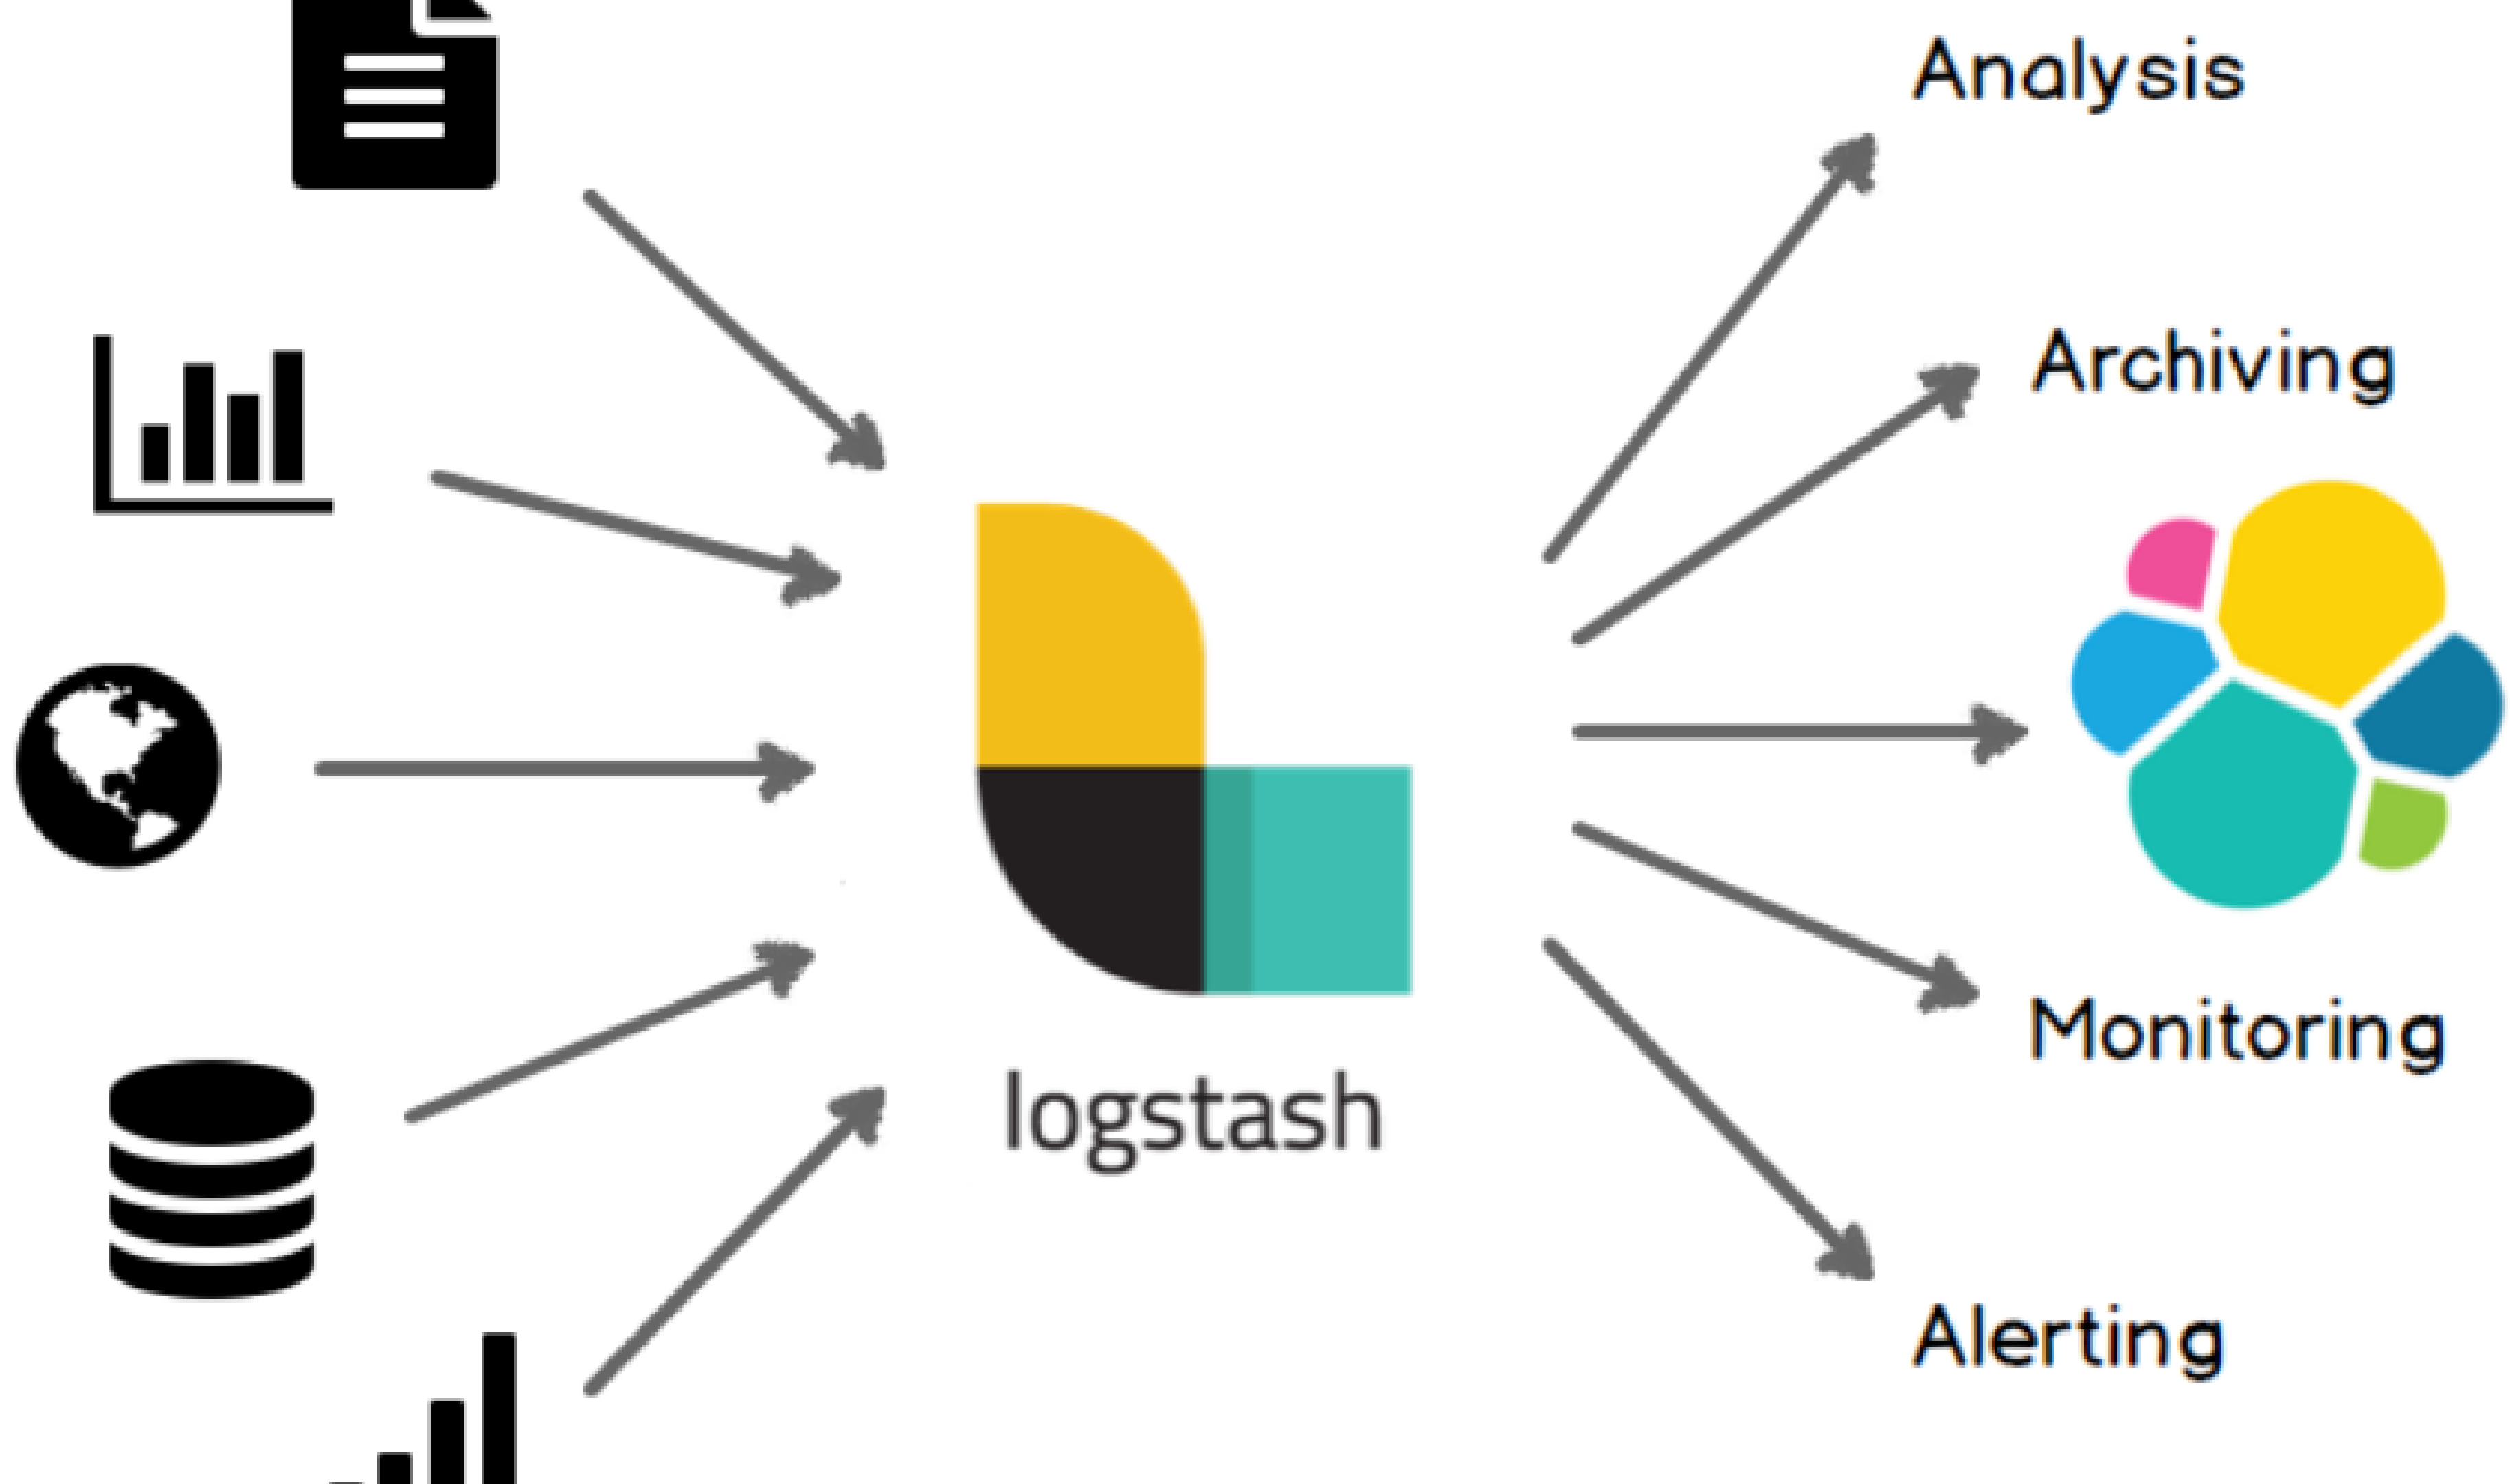 Analysis
Archiving
logstash
Monitoring
Alerting